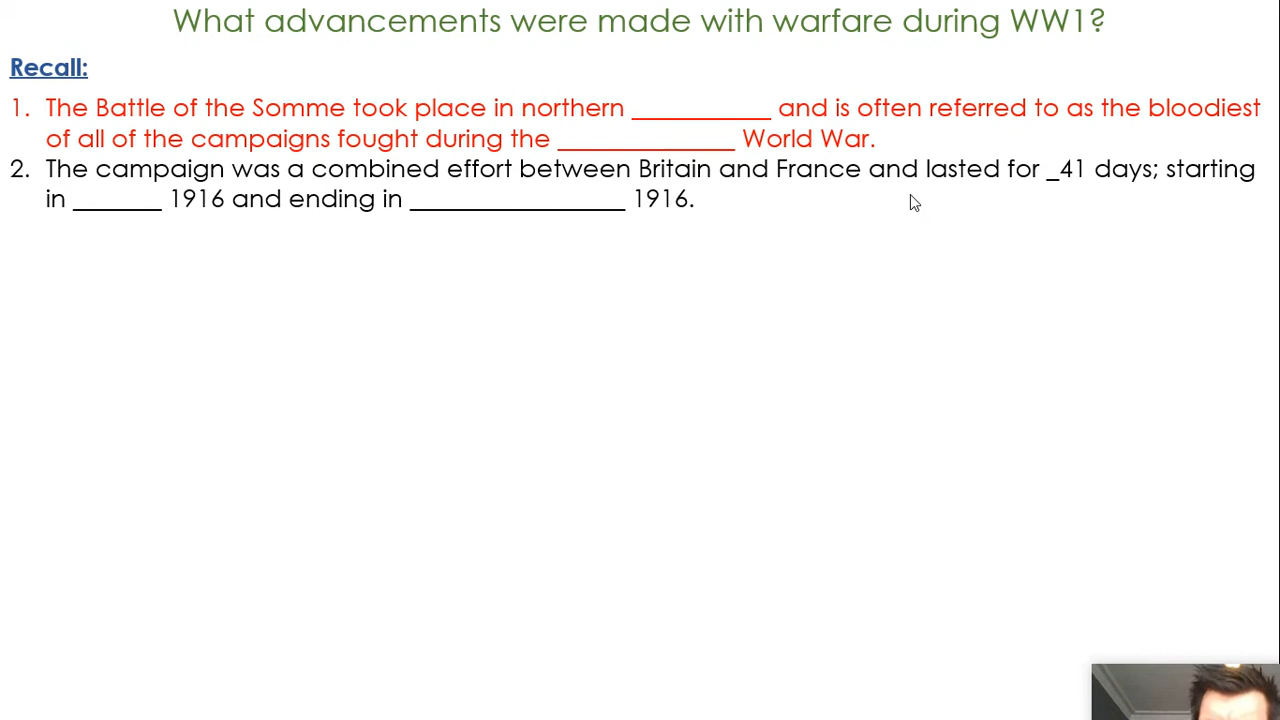 What advancements were made with warfare during WW1?
Recall:
1. The Battle of the Somme took place in northern ___________ and is often referred to as the bloodiest
of all of the campaigns fought during the ______________ World War.
2. The campaign was a combined effort between Britain and France and lasted for _41 days; starting
in _______ 1916 and ending in _________________ 1916.